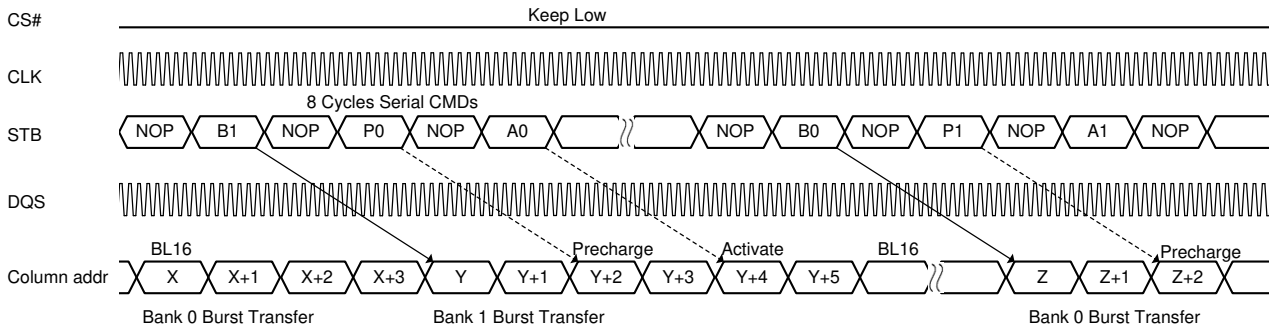 CS# Keep Low
CLK
8 Cycles Serial CMDs
STB NOP B1 NOP P0 NOP A0 NOP B0 NOP P1 NOP A1 NOP
DQS
BL16 Precharge Activate BL16 Precharge
Column addr X X+1 X+2 X+3 Y Y+1 Y+2 Y+3 Y+4 Y+5 Z Z+1 Z+2
Bank 0 Burst Transfer Bank 1 Burst Transfer Bank 0 Burst Transfer